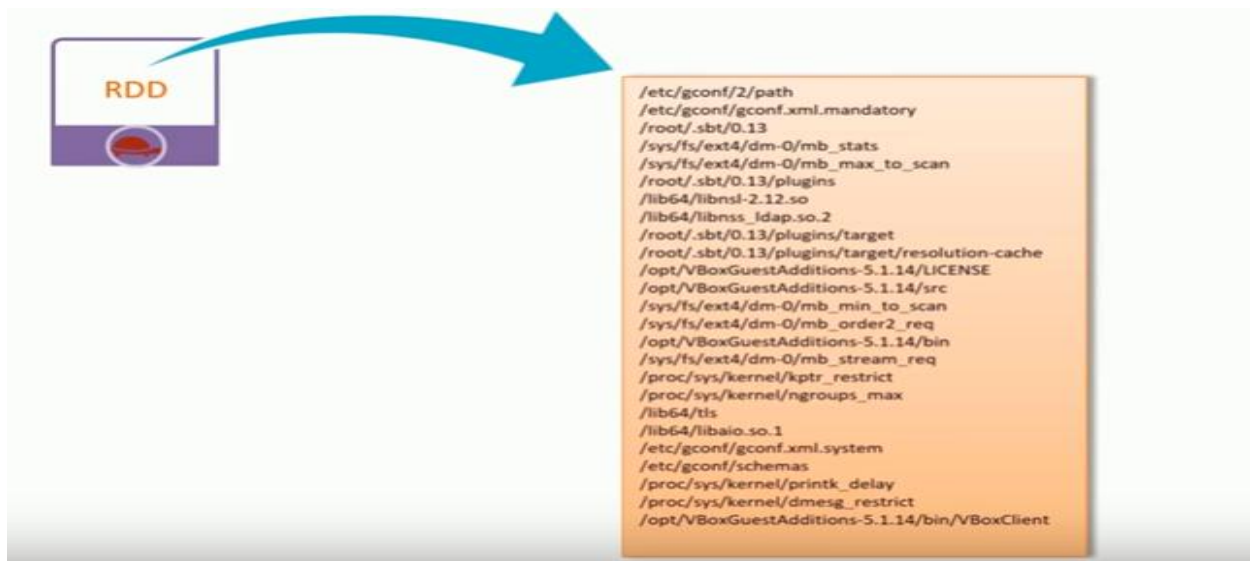 RDD
/etc/gconf/2/path
/etc/gconf/gconf.xml.mandatory
/root/.sbt/0.13
/sys/fs/ext4/dm-0/mb_stats
/sys/fs/ext4/dm-0/mb_max_to_scan
/root/.sbt/0.13/plugins
/lib64/libnsl-2.12.so
/lib64/libnss_ldap.so.2
/root/.sbt/0.13/plugins/target
/root/.sbt/0.13/plugins/target/resolution-cache
/opt/VBoxGuestAdditions-5.1.14/LICENSE
/opt/VBoxGuestAdditions-5.1.14/src
/sys/fs/ext4/dm-0/mb_min_to_scan
/sys/fs/ext4/dm-0/mb_order2_req
/opt/VBoxGuestAdditions-5.1.14/bin
/sys/fs/ext4/dm-0/mb_stream_req
/proc/sys/kernel/kptr_restrict
/proc/sys/kernel/ngroups_max
/lib64/tls
/lib64/libaio.so.1
/etc/gconf/gconf.xml.system
/etc/gconf/schemas
/proc/sys/kernel/printk_delay
/proc/sys/kernel/dmesg_restrict
/opt/VBoxGuestAdditions-5.1.14/bin/VBoxClient